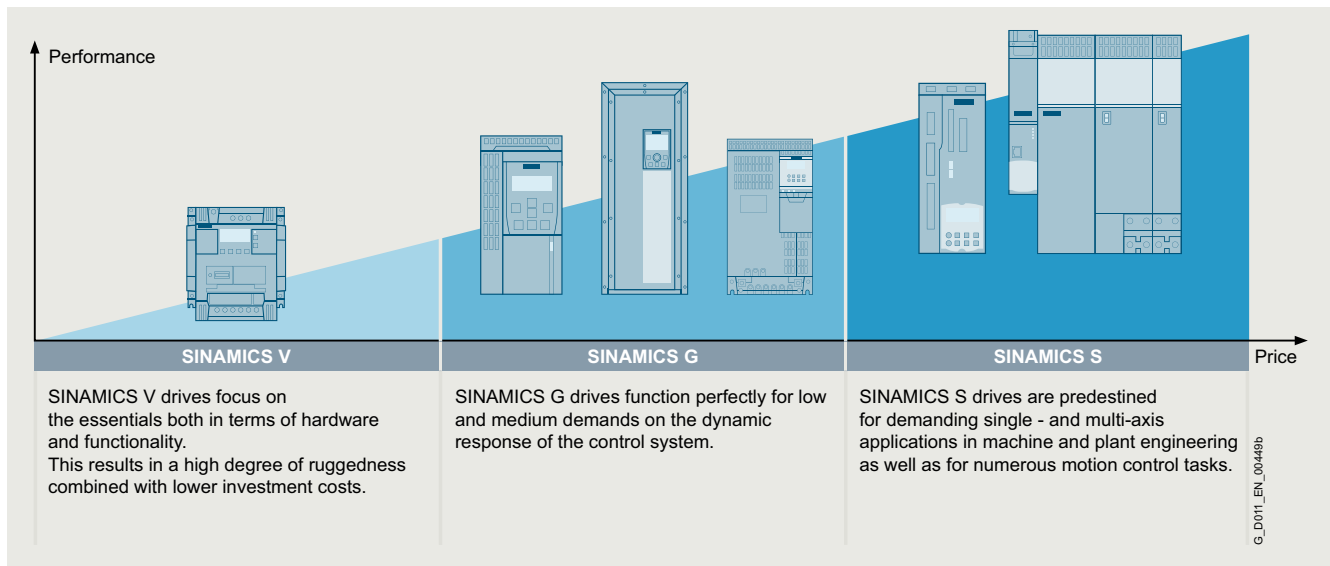 Performance
SINAMICS V
SINAMICS G
SINAMICS S
Price
SINAMICS V drives focus on
the essentials both in terms of hardware
and functionality.
This results in a high degree of ruggedness
combined with lower investment costs.
SINAMICS G drives function perfectly for low
and medium demands on the dynamic
response of the control system.
SINAMICS S drives are predestined
for demanding single - and multi-axis
applications in machine and plant engineering
as well as for numerous motion control tasks.
G_D011_EN_00449b